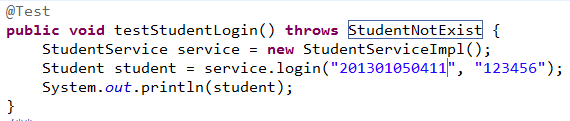 @Test
public void testStudentLogin() throws StudentNotExist {
    StudentService service = new StudentServiceImpl();
    Student student = service.login("201301050411", "123456");
    System.out.println(student);
}